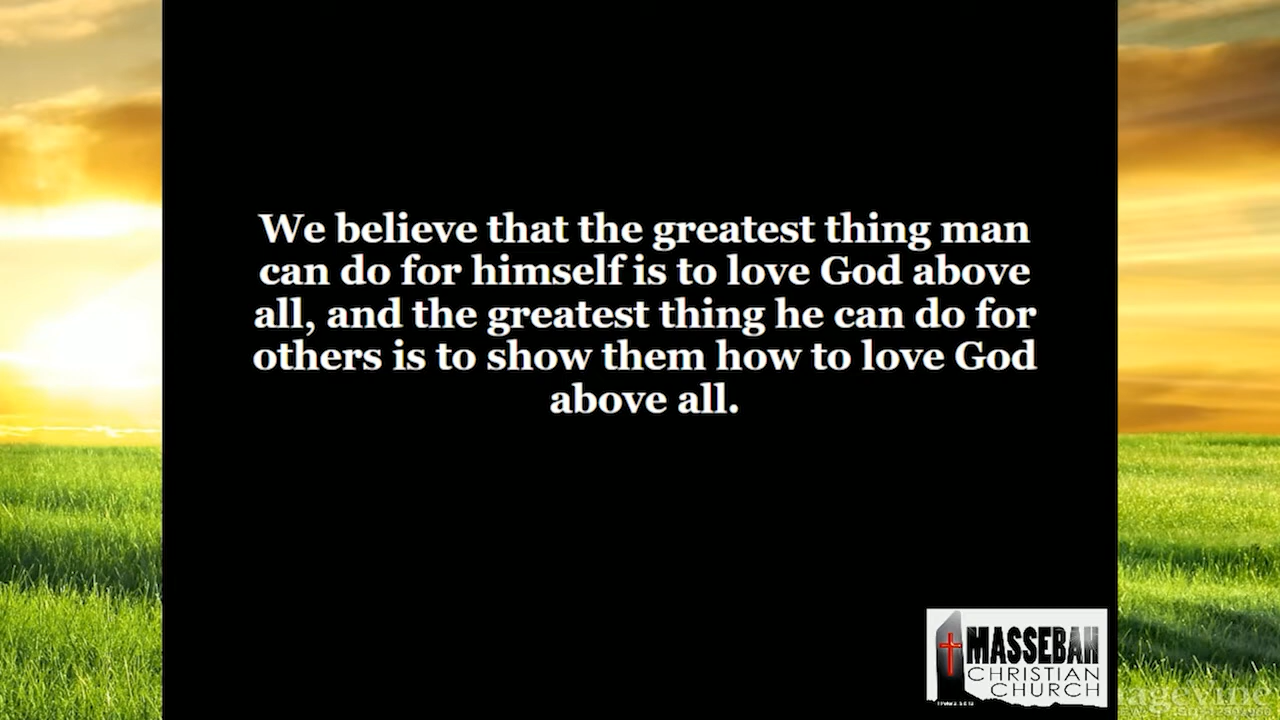 We believe that the greatest thing man
can do for himself is to love God above
all, and the greatest thing he can do for
others is to show them how to love God
above all.
MASSEBAH
CHRISTIAN
CHURCH